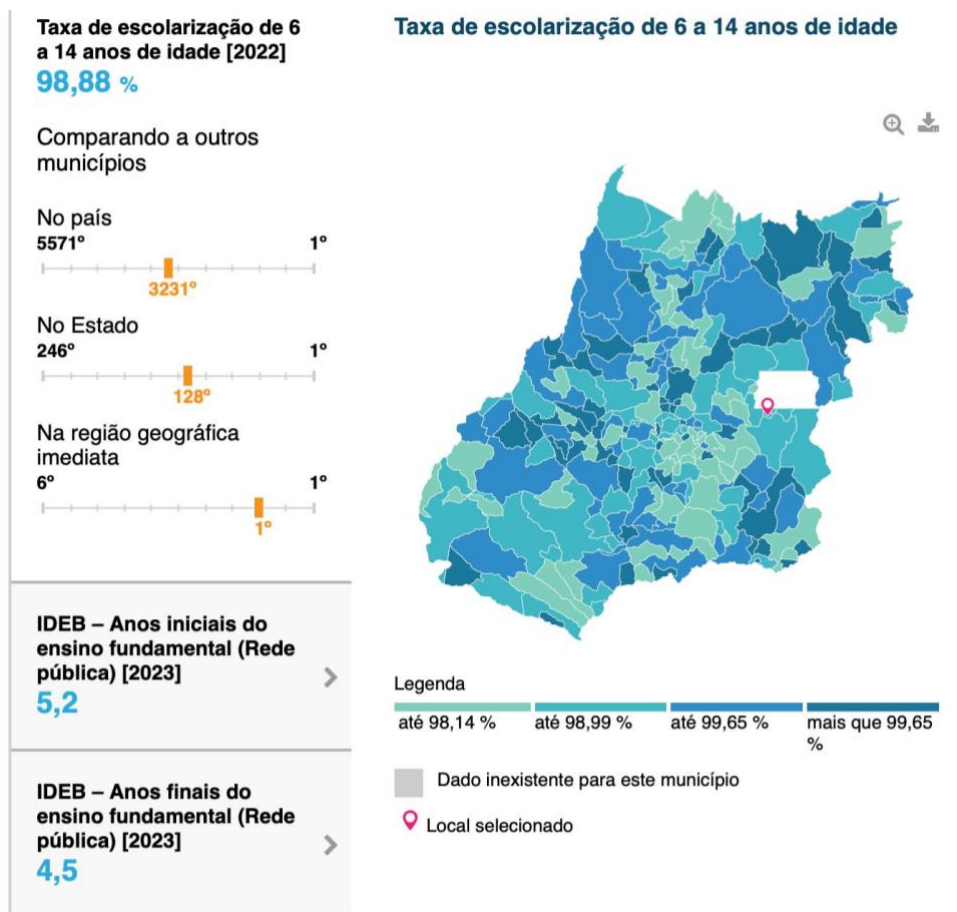 Taxa de escolarização de 6
a 14 anos de idade [2022]
98,88 %
Comparando a outros
municípios
No país
5571º 1º
3231º
No Estado
246º 1º
128º
Na região geográfica
imediata
6º 1º
1º
IDEB – Anos iniciais do
ensino fundamental (Rede
pública) [2023]
5,2
IDEB – Anos finais do
ensino fundamental (Rede
pública) [2023]
4,5
Taxa de escolarização de 6 a 14 anos de idade
Legenda
até 98,14 % até 98,99 % até 99,65 % mais que 99,65
%
Dado inexistente para este município
Local selecionado